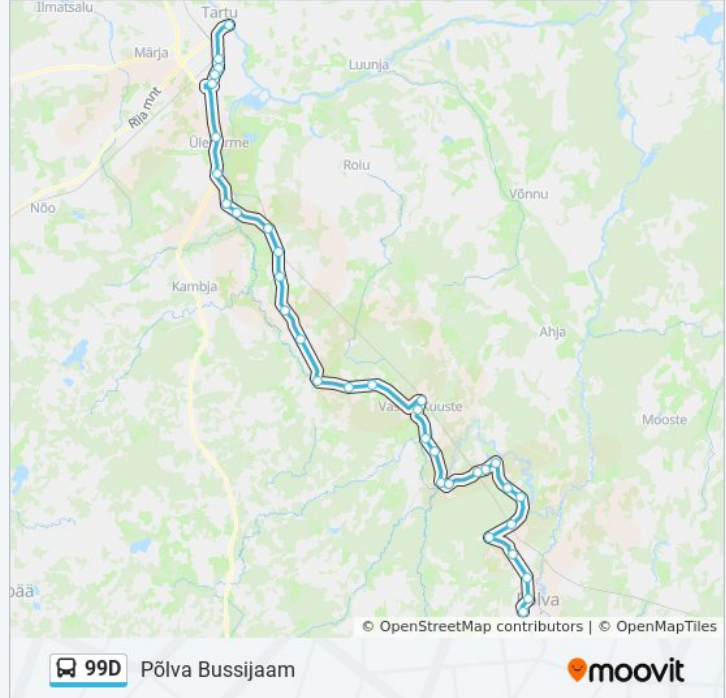 Ilmatsalu
Tartu
Märja
Luunja
Riia mnt
Roiu
Võnnu
Nõo
Kambja
Ahja
Mooste
© OpenStreetMap contributors | © OpenMapTiles
99D Põlva Bussijaam
moovit